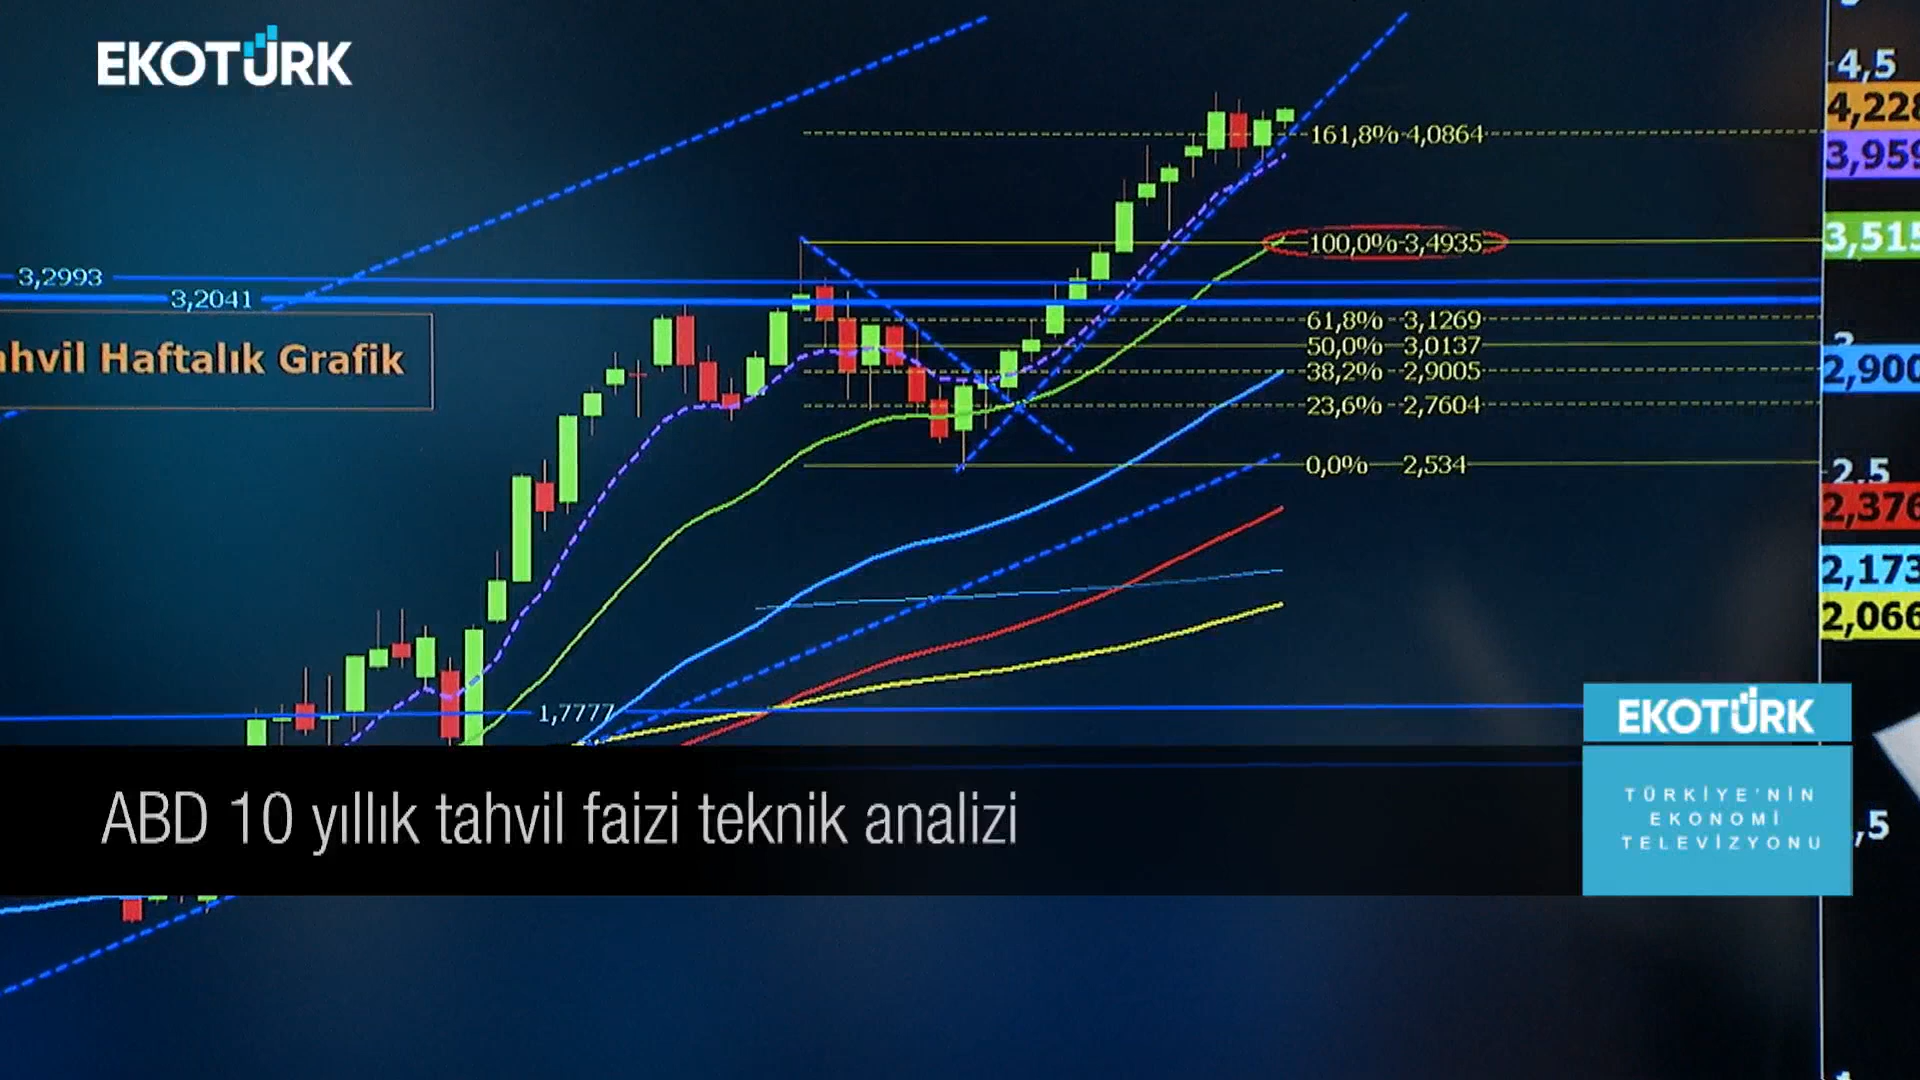 EKOTÜRK
4,5
161,8% 4,0864
100,0% 3,4935
3,2993
3,2041
61,8% 3,1269
50,0% 3,0137
38,2% 2,9005
23,6% 2,7604
0,0% 2,534
ahvil Haftalık Grafik
4,228
3,959
3,515
2,900
2,5
2,376
2,173
2,066
1,7777
EKOTÜRK
TÜRKİYE'NİN
EKONOMİ
TELEVİZYONU
,5
ABD 10 yıllık tahvil faizi teknik analizi